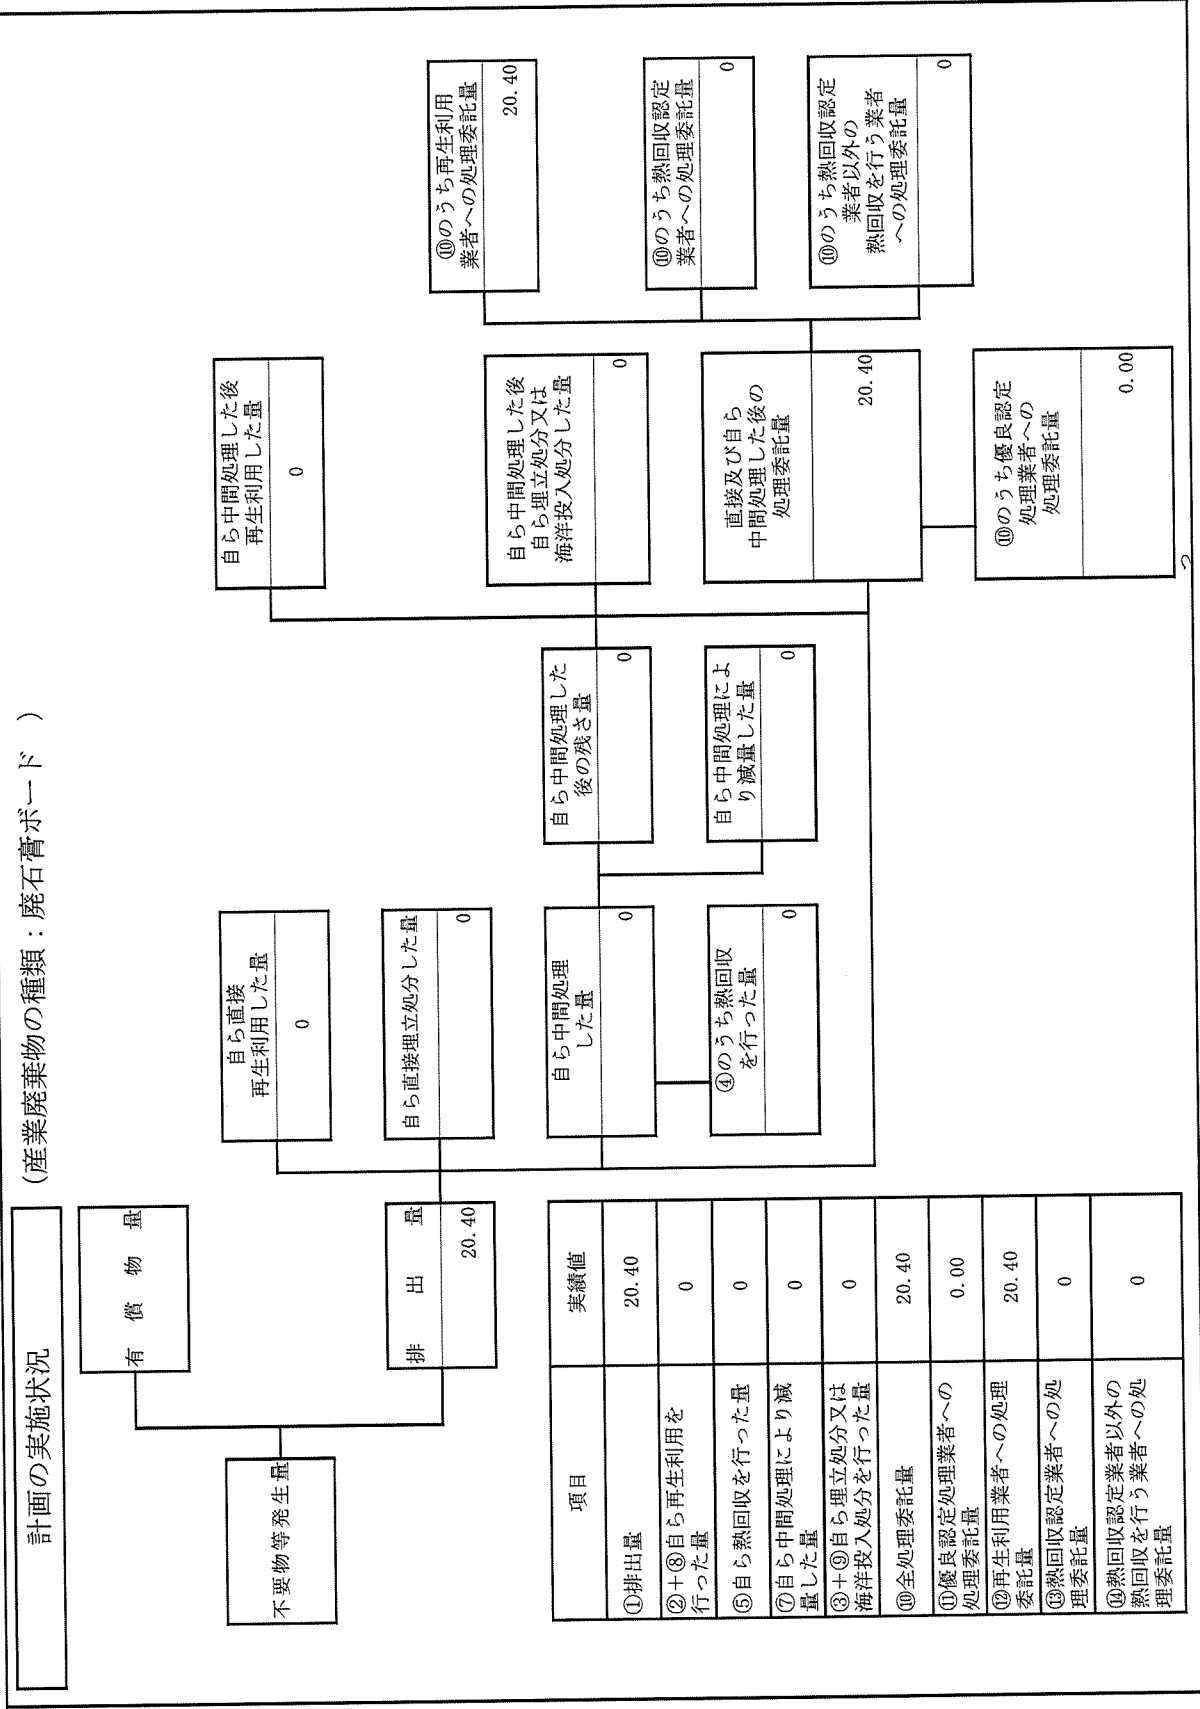 計画の実施状況
(産業廃棄物の種類：廃石膏ボード　)
不要物等発生量
有償物量
排出量
20.40
自ら直接
再生利用した量
0
自ら直接埋立処分した量
0
自ら中間処理
した量
0
④のうち熱回収
を行った量
0
自ら中間処理した
後の残さ量
0
自ら中間処理によ
り減量した量
0
自ら中間処理した後
再生利用した量
0
自ら中間処理した後
自ら埋立処分又は
海洋投入処分した量
0
直接及び自ら
中間処理した後の
処理委託量
20.40
⑩のうち優良認定
処理業者への
処理委託量
0.00
⑩のうち再生利用
業者への処理委託量
20.40
⑩のうち熱回収認定
業者への処理委託量
0
⑩のうち熱回収認定
業者以外の
熱回収を行う業者
への処理委託量
0
項目
実績値
①排出量
20.40
②+⑧自ら再生利用を
行った量
0
⑤自ら熱回収を行った量
0
⑦自ら中間処理により減
量した量
0
③+⑨自ら埋立処分又は
海洋投入処分を行った量
0
⑩全処理委託量
20.40
⑪優良認定処理業者への
処理委託量
0.00
⑫再生利用業者への処理
委託量
20.40
⑬熱回収認定業者への処
理委託量
0
⑭熱回収認定業者以外の
熱回収を行う業者への処
理委託量
0